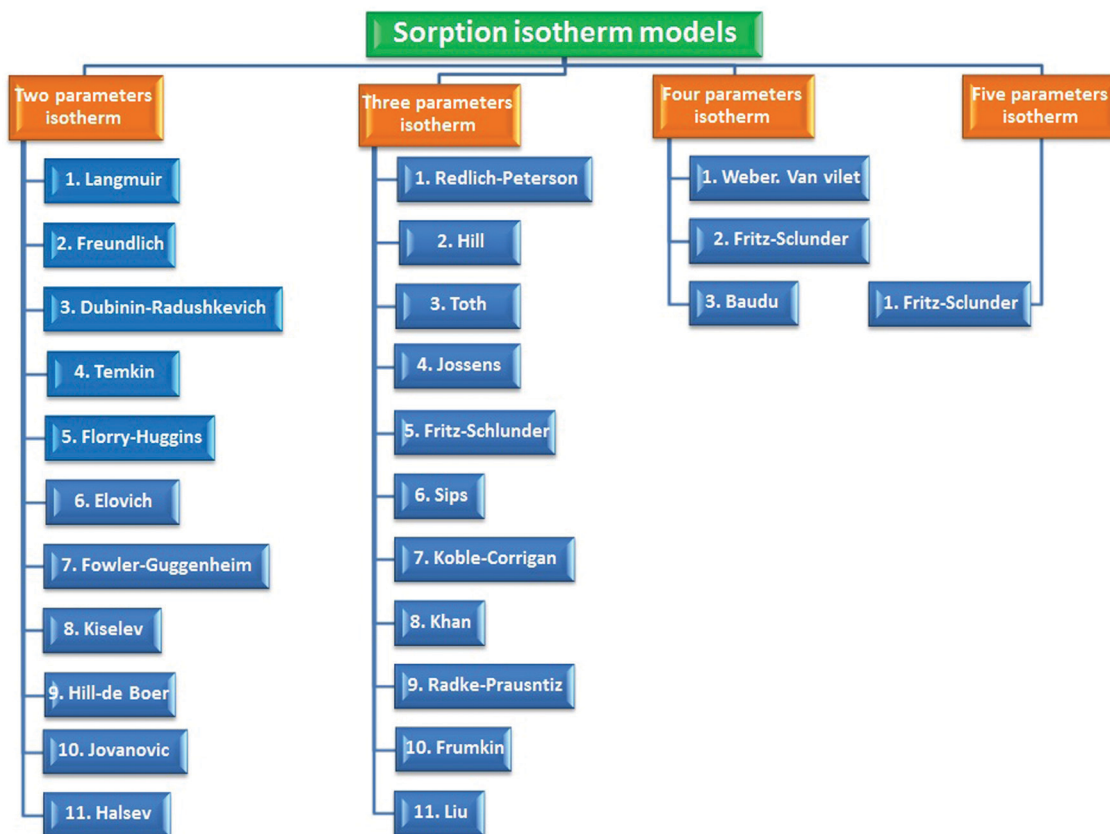 Sorption isotherm models
Two parameters
isotherm
1. Langmuir
2. Freundlich
3. Dubinin-Radushkevich
4. Temkin
5. Florry-Huggins
6. Elovich
7. Fowler-Guggenheim
8. Kiselev
9. Hill-de Boer
10. Jovanovic
11. Halsev
Three parameters
isotherm
1. Redlich-Peterson
2. Hill
3. Toth
4. Jossens
5. Fritz-Schlunder
6. Sips
7. Koble-Corrigan
8. Khan
9. Radke-Prausntiz
10. Frumkin
11. Liu
Four parameters
isotherm
1. Weber. Van vilet
2. Fritz-Sclunder
3. Baudu
Five parameters
isotherm
1. Fritz-Sclunder